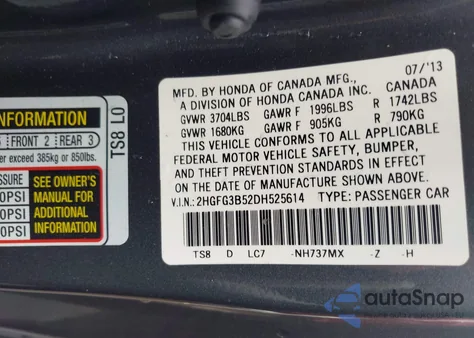 07/'13
MFD. BY HONDA OF CANADA MFG., CANADA
A DIVISION OF HONDA CANADA INC.
GVWR 3704LBS GAWR F 1996LBS R 1742LBS
GVWR 1680KG GAWR F 905KG R 790KG
THIS VEHICLE CONFORMS TO ALL APPLICABLE
FEDERAL MOTOR VEHICLE SAFETY, BUMPER,
AND THEFT PREVENTION STANDARDS IN EFFECT
ON THE DATE OF MANUFACTURE SHOWN ABOVE.
V.I.N.: 2HGFG3B52DH525614 TYPE: PASSENGER CAR
TS8 D LC7 -NH737MX -Z -H
INFORMATION
FRONT 2 REAR 3
exceed 385kg or 850lbs.
SEE OWNER'S
MANUAL FOR
ADDITIONAL
INFORMATION
TS8 L0
autoSnap